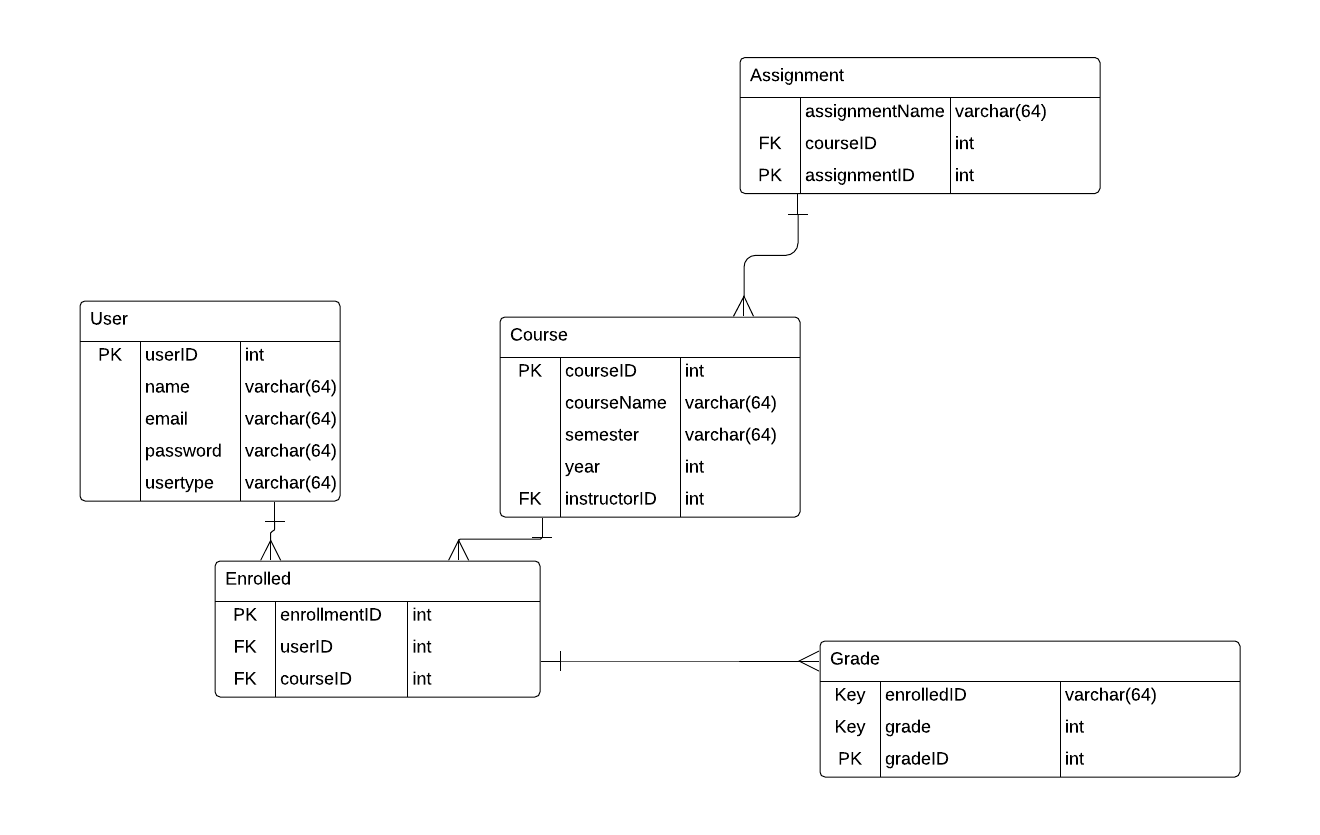 Assignment
assignmentName varchar(64)
FK courseID int
PK assignmentID int
User
PK userID int
name varchar(64)
email varchar(64)
password varchar(64)
usertype varchar(64)
Course
PK courseID int
courseName varchar(64)
semester varchar(64)
year int
FK instructorID int
Enrolled
PK enrollmentID int
FK userID int
FK courseID int
Grade
Key enrolledID varchar(64)
Key grade int
PK gradeID int